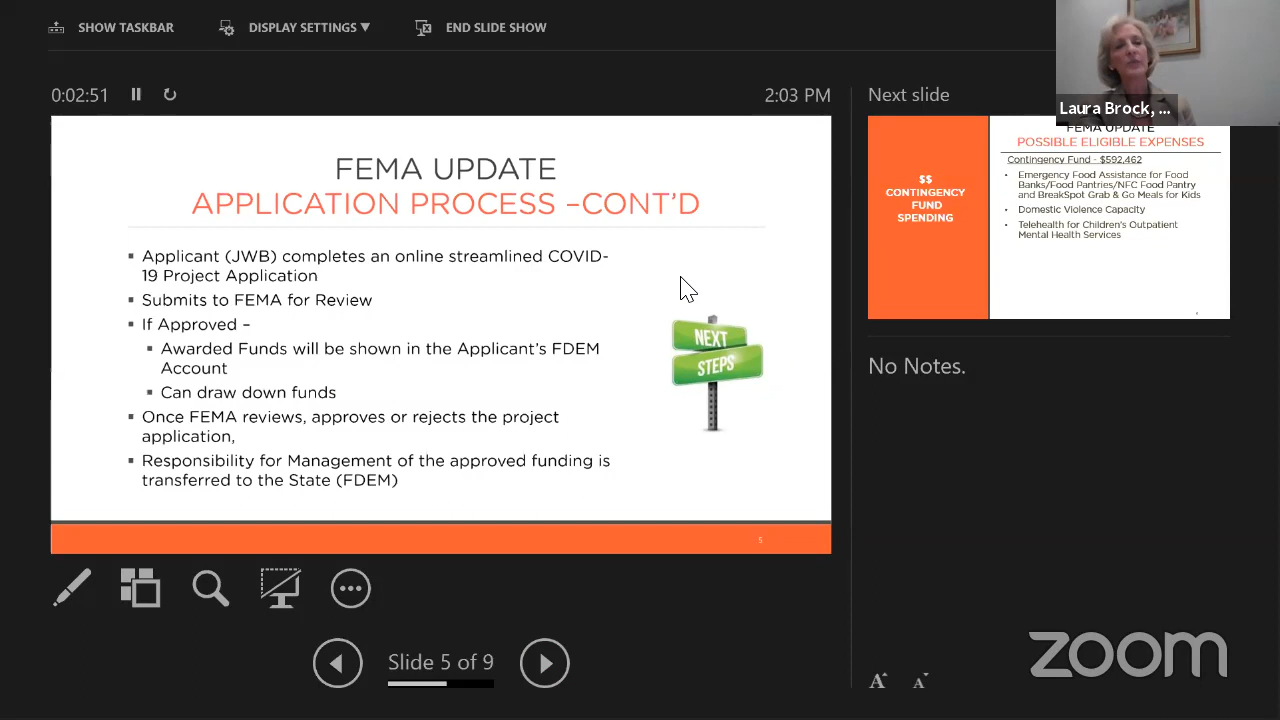 SHOW TASKBAR
DISPLAY SETTINGS ▼
END SLIDE SHOW
0:02:51
2:03 PM
FEMA UPDATE
APPLICATION PROCESS –CONT'D
▪ Applicant (JWB) completes an online streamlined COVID-
19 Project Application
▪ Submits to FEMA for Review
▪ If Approved –
▪ Awarded Funds will be shown in the Applicant's FDEM
Account
▪ Can draw down funds
▪ Once FEMA reviews, approves or rejects the project
application,
▪ Responsibility for Management of the approved funding is
transferred to the State (FDEM)
NEXT
STEPS
5
Slide 5 of 9
Next slide
Laura Brock, ...
$$
CONTINGENCY
FUND
SPENDING
FEMA UPDATE
POSSIBLE ELIGIBLE EXPENSES
Contingency Fund - $592,462
• Emergency Food Assistance for Food
Banks/Food Pantries/NFC Food Pantry
and BreakSpot Grab & Go Meals for Kids
• Domestic Violence Capacity
• Telehealth for Children's Outpatient
Mental Health Services
No Notes.
A A
zoom